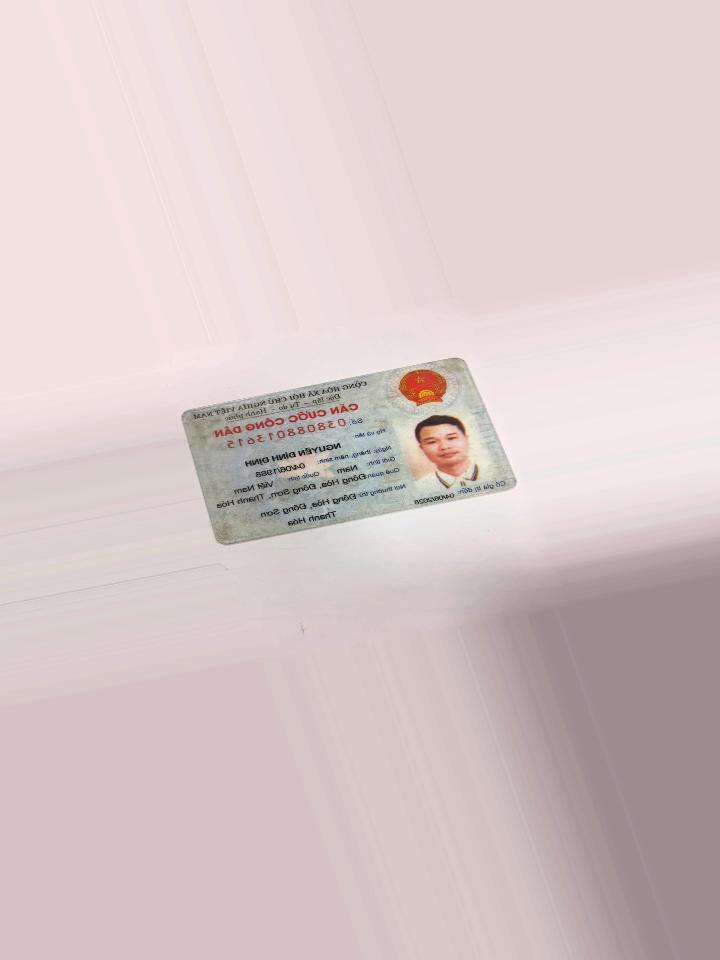 CỘNG HÒA XÃ HỘI CHỦ NGHĨA VIỆT NAM
Độc lập - Tự do - Hạnh phúc
CĂN CƯỚC CÔNG DÂN
Số: 038088013615
Họ và tên:
NGUYỄN ĐÌNH ĐỊNH
Ngày, tháng, năm sinh: 04/06/1988
Giới tính: Nam Quốc tịch: Việt Nam
Quê quán: Đông Hòa, Đông Sơn, Thanh Hóa
Nơi thường trú: Đông Hòa, Đông Sơn
Thanh Hóa
Có giá trị đến: 04/06/2028